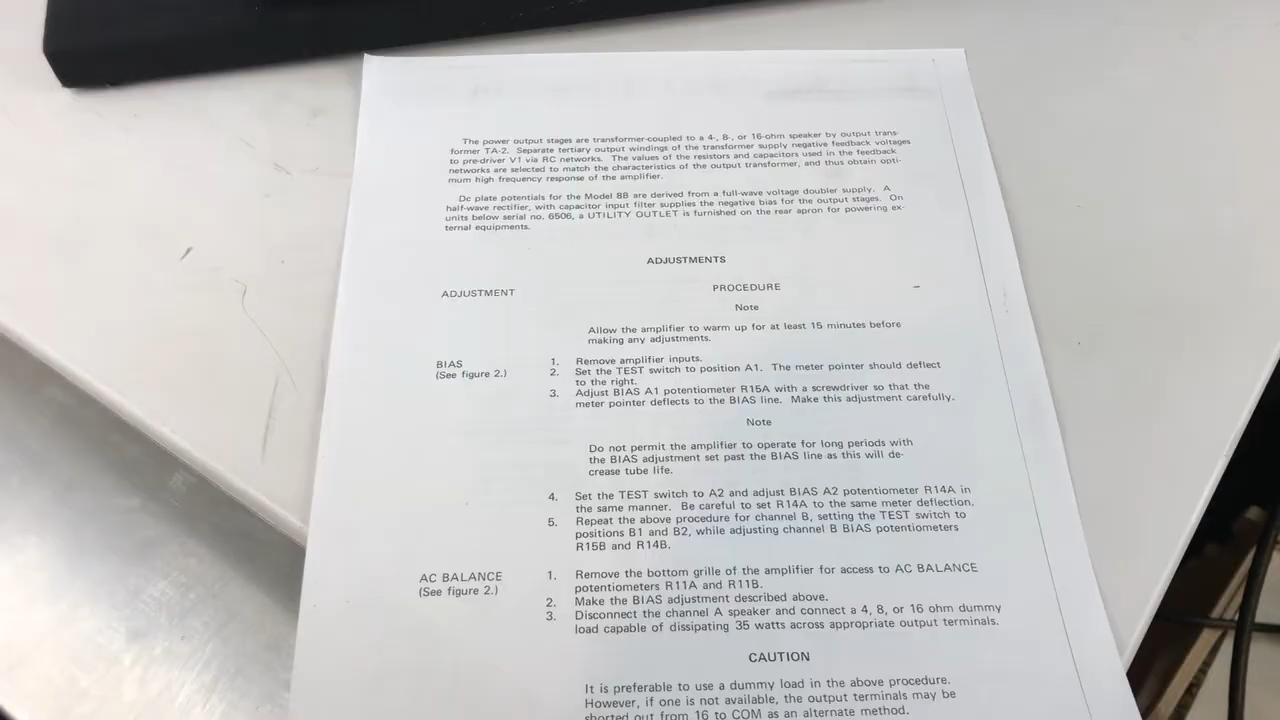 The power output stages are transformer-coupled to a 4-, 8-, or 16-ohm speaker by output trans-
former TA-2. Separate tertiary output windings of the transformer supply negative feedback voltages
to pre-driver V1 via RC networks. The values of the resistors and capacitors used in the feedback
networks are selected to match the characteristics of the output transformer, and thus obtain opti-
mum high frequency response of the amplifier.
Dc plate potentials for the Model 8B are derived from a full-wave voltage doubler supply. A
half-wave rectifier, with capacitor input filter supplies the negative bias for the output stages. On
units below serial no. 6506, a UTILITY OUTLET is furnished on the rear apron for powering ex-
ternal equipments.
ADJUSTMENTS
ADJUSTMENT PROCEDURE
Note
Allow the amplifier to warm up for at least 15 minutes before
making any adjustments.
BIAS
(See figure 2.)
1. Remove amplifier inputs.
2. Set the TEST switch to position A1. The meter pointer should deflect
to the right.
3. Adjust BIAS A1 potentiometer R15A with a screwdriver so that the
meter pointer deflects to the BIAS line. Make this adjustment carefully.
Note
Do not permit the amplifier to operate for long periods with
the BIAS adjustment set past the BIAS line as this will de-
crease tube life.
4. Set the TEST switch to A2 and adjust BIAS A2 potentiometer R14A in
the same manner. Be careful to set R14A to the same meter deflection.
5. Repeat the above procedure for channel B, setting the TEST switch to
positions B1 and B2, while adjusting channel B BIAS potentiometers
R15B and R14B.
AC BALANCE
(See figure 2.)
1. Remove the bottom grille of the amplifier for access to AC BALANCE
potentiometers R11A and R11B.
2. Make the BIAS adjustment described above.
3. Disconnect the channel A speaker and connect a 4, 8, or 16 ohm dummy
load capable of dissipating 35 watts across appropriate output terminals.
CAUTION
It is preferable to use a dummy load in the above procedure.
However, if one is not available, the output terminals may be
shorted out from 16 to COM as an alternate method.